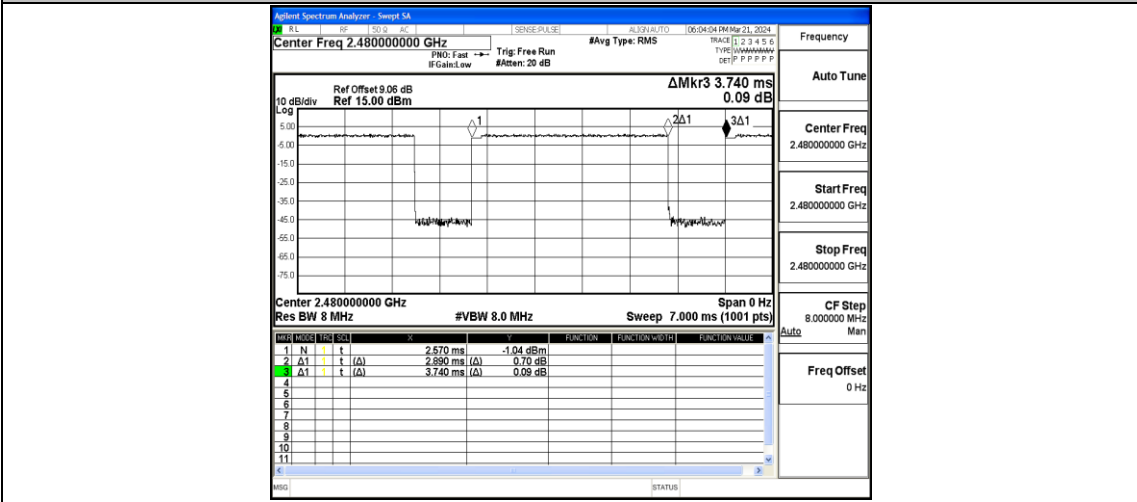 Agilent Spectrum Analyzer - Swept SA
RL RF 50 Ω AC SENSE:PULSE ALIGNAUTO 06:04:04 PM Mar 21, 2024
Center Freq 2.480000000 GHz #Avg Type: RMS TRACE 1 2 3 4 5 6
PNO: Fast Trig: Free Run TYPE WWWWWW
IFGain:Low #Atten: 20 dB DET P P P P P P
ΔMkr3 3.740 ms
0.09 dB
Ref Offset 9.06 dB
10 dB/div Ref 15.00 dBm
Log
1
2Δ1
3Δ1
5.00
-5.00
-15.0
-25.0
-35.0
-45.0
-55.0
-65.0
-75.0
Center 2.480000000 GHz Span 0 Hz
Res BW 8 MHz #VBW 8.0 MHz Sweep 7.000 ms (1001 pts)
MKR MODE TRC SCL X Y FUNCTION FUNCTION WIDTH FUNCTION VALUE
1 N 1 t 2.570 ms -1.04 dBm
2 Δ1 1 t (Δ) 2.890 ms (Δ) 0.70 dB
3 Δ1 1 t (Δ) 3.740 ms (Δ) 0.09 dB
4
5
6
7
8
9
10
11
MSG STATUS
Frequency
Auto Tune
Center Freq
2.480000000 GHz
Start Freq
2.480000000 GHz
Stop Freq
2.480000000 GHz
CF Step
8.000000 MHz
Auto Man
Freq Offset
0 Hz